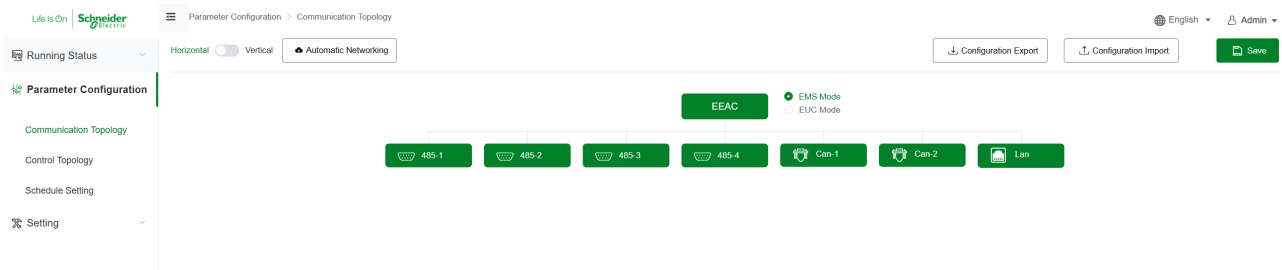 Life Is On Schneider Electric
Parameter Configuration > Communication Topology
English
Admin
Running Status
Horizontal Vertical Automatic Networking
Configuration Export Configuration Import Save
Parameter Configuration
EEAC
EMS Mode
EUC Mode
Communication Topology
485-1 485-2 485-3 485-4 Can-1 Can-2 Lan
Control Topology
Schedule Setting
Setting